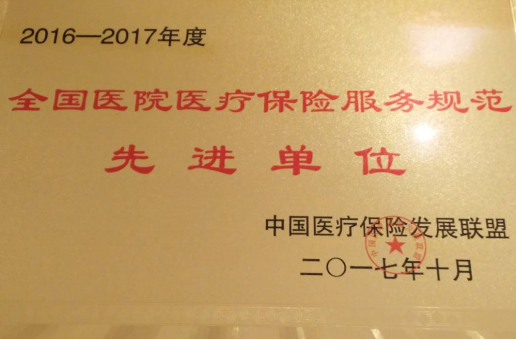 2016—2017年度
全国医院医疗保险服务规范
先进单位
中国医疗保险发展联盟
二〇一七年十月